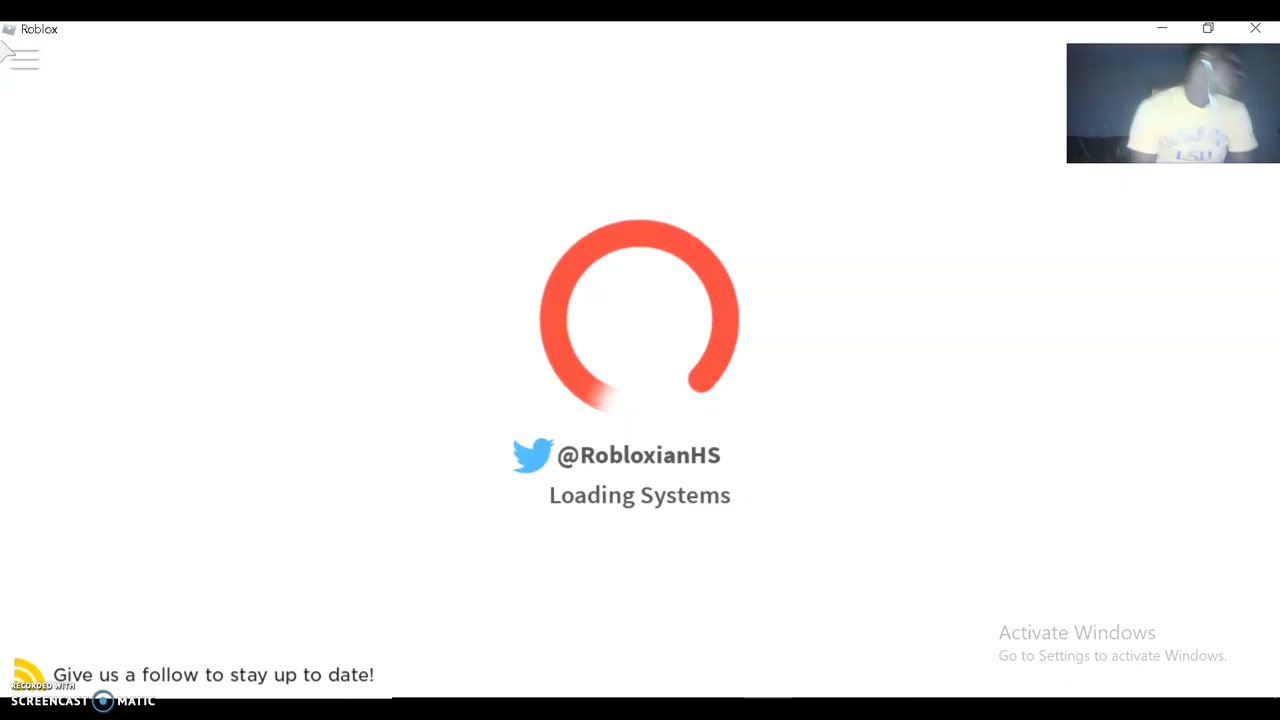 Roblox
LSU
@RobloxianHS
Loading Systems
Activate Windows
Go to Settings to activate Windows.
Give us a follow to stay up to date!
RECORDED WITH
SCREENCAST MATIC